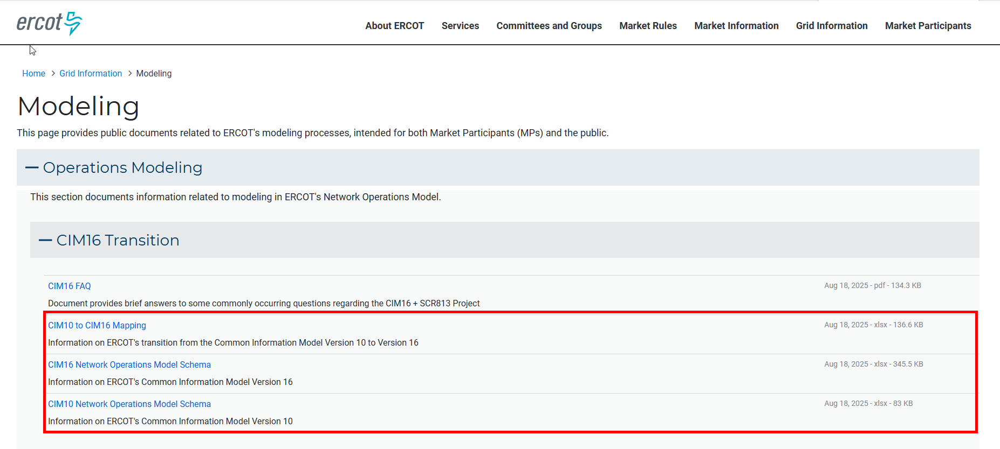 ercot
About ERCOT Services Committees and Groups Market Rules Market Information Grid Information Market Participants
Home > Grid Information > Modeling
Modeling
This page provides public documents related to ERCOT's modeling processes, intended for both Market Participants (MPs) and the public.
— Operations Modeling
This section documents information related to modeling in ERCOT's Network Operations Model.
— CIM16 Transition
CIM16 FAQ Aug 18, 2025 - pdf - 134.3 KB
Document provides brief answers to some commonly occurring questions regarding the CIM16 + SCR813 Project
CIM10 to CIM16 Mapping Aug 18, 2025 - xlsx - 136.6 KB
Information on ERCOT's transition from the Common Information Model Version 10 to Version 16
CIM16 Network Operations Model Schema Aug 18, 2025 - xlsx - 345.5 KB
Information on ERCOT's Common Information Model Version 16
CIM10 Network Operations Model Schema Aug 18, 2025 - xlsx - 83 KB
Information on ERCOT's Common Information Model Version 10